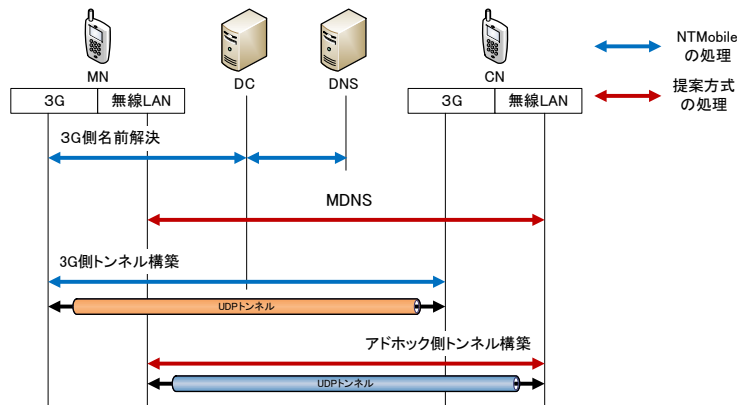 MN
DC
DNS
CN
NTMobile
の処理
3G
無線LAN
3G
無線LAN
提案方式
の処理
3G側名前解決
MDNS
3G側トンネル構築
UDPトンネル
アドホック側トンネル構築
UDPトンネル